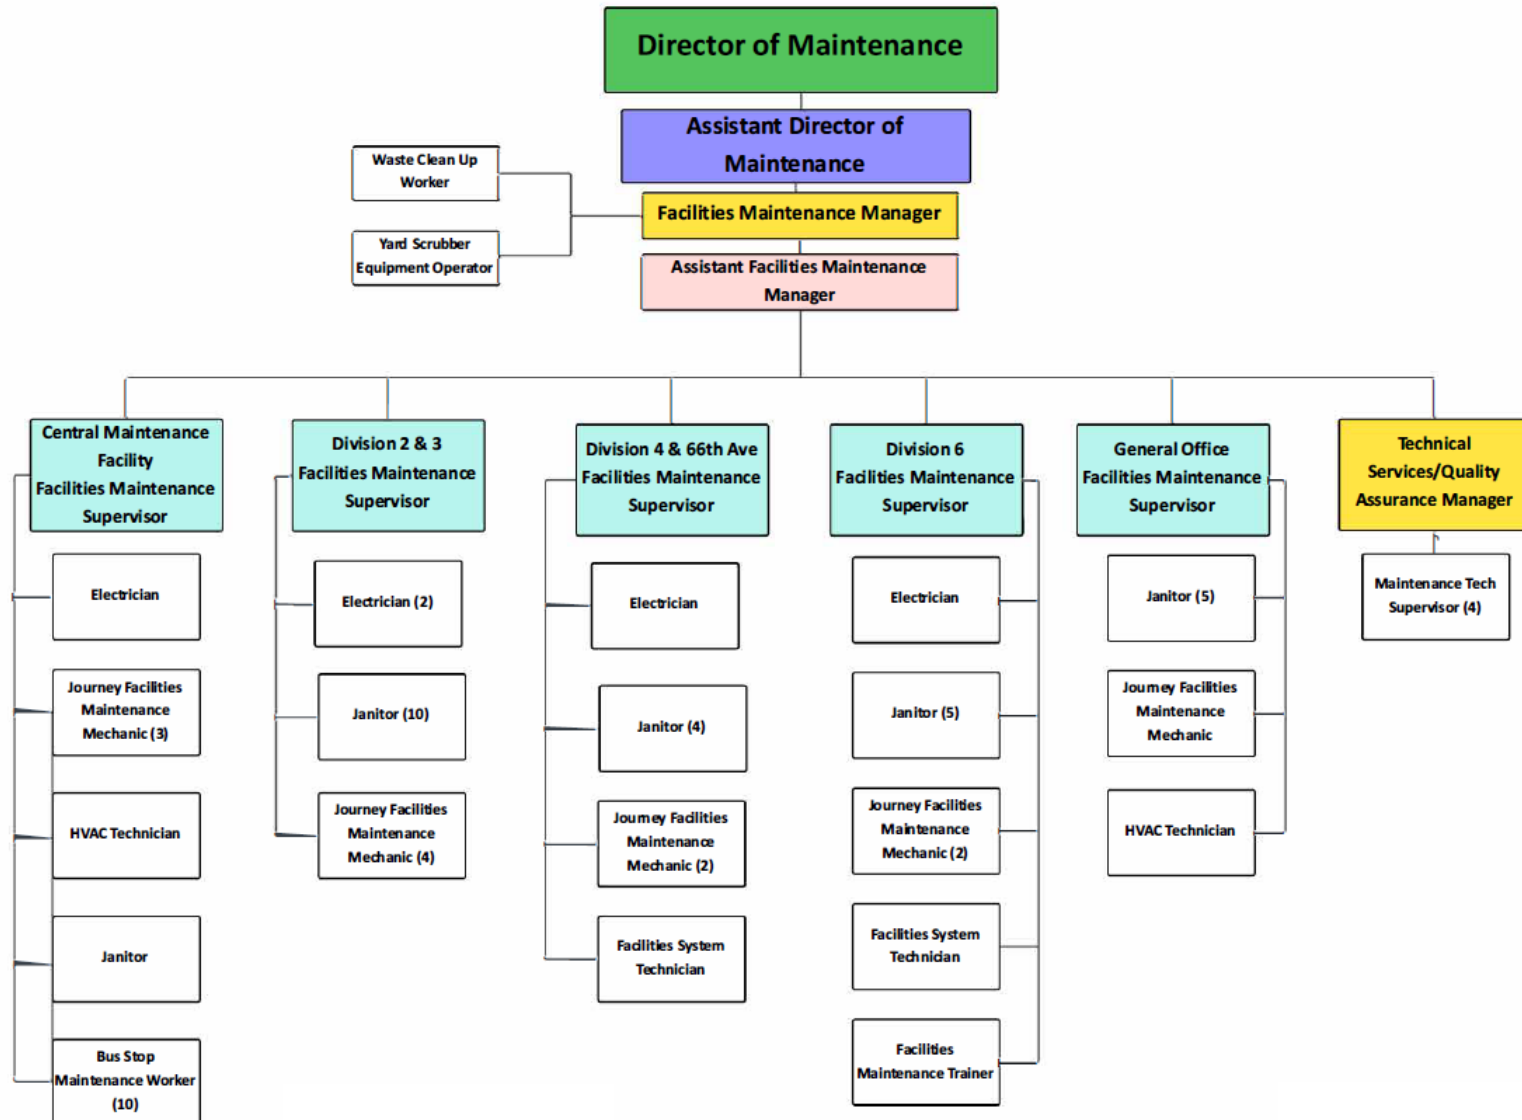 Director of Maintenance
Assistant Director of
Maintenance
Waste Clean Up
Worker
Facilities Maintenance Manager
Yard Scrubber
Equipment Operator
Assistant Facilities Maintenance
Manager
Central Maintenance
Facility
Facilities Maintenance
Supervisor
Electrician
Journey Facilities
Maintenance
Mechanic (3)
HVAC Technician
Janitor
Bus Stop
Maintenance Worker
(10)
Division 2 & 3
Facilities Maintenance
Supervisor
Electrician (2)
Janitor (10)
Journey Facilities
Maintenance
Mechanic (4)
Division 4 & 66th Ave
Facilities Maintenance
Supervisor
Electrician
Janitor (4)
Journey Facilities
Maintenance
Mechanic (2)
Facilities System
Technician
Division 6
Facilities Maintenance
Supervisor
Electrician
Janitor (5)
Journey Facilities
Maintenance
Mechanic (2)
Facilities System
Technician
Facilities
Maintenance Trainer
General Office
Facilities Maintenance
Supervisor
Janitor (5)
Journey Facilities
Maintenance
Mechanic
HVAC Technician
Technical
Services/Quality
Assurance Manager
Maintenance Tech
Supervisor (4)